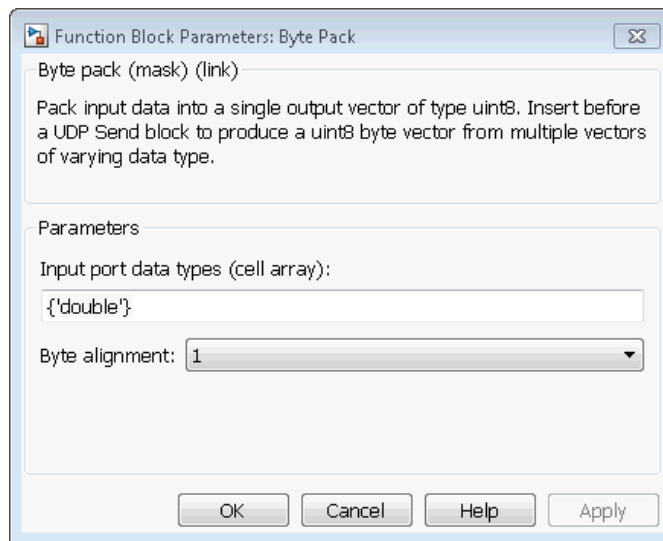 Function Block Parameters: Byte Pack
Byte pack (mask) (link)
Pack input data into a single output vector of type uint8. Insert before
a UDP Send block to produce a uint8 byte vector from multiple vectors
of varying data type.
Parameters
Input port data types (cell array):
{'double'}
Byte alignment: 1
OK Cancel Help Apply